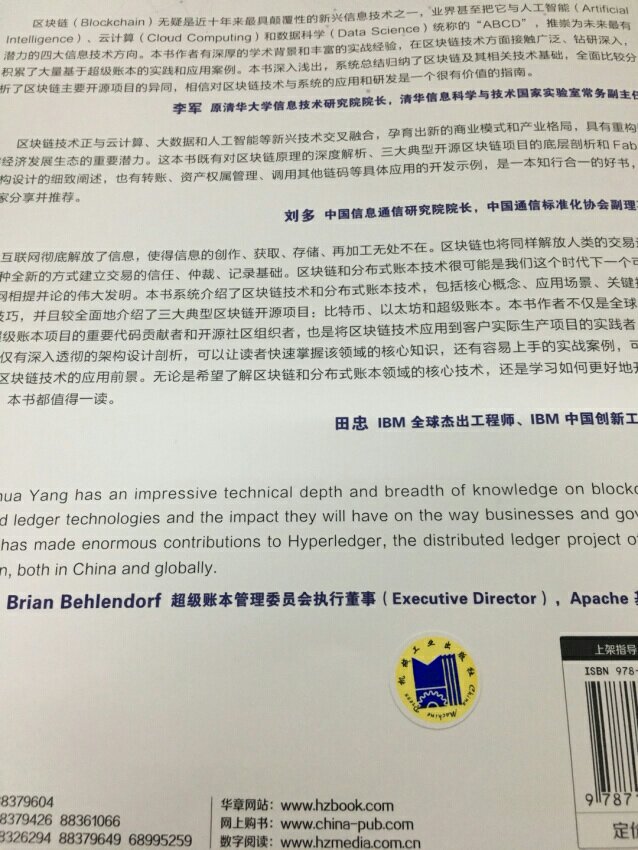 区块链（Blockchain）无疑是近十年来最具颠覆性的新兴信息技术之一，业界甚至把它与人工智能（Artificial
Intelligence）、云计算（Cloud Computing）和数据科学（Data Science）统称的“ABCD”，推崇为未来最有
潜力的四大信息技术方向。本书作者有深厚的学术背景和丰富的实战经验，在区块链技术方面接触广泛、钻研深入，
积累了大量基于超级账本的实践和应用案例。本书深入浅出，系统总结归纳了区块链及其相关技术基础，全面比较分
析了区块链主要开源项目的异同，相信对区块链技术与系统的应用和研发是一个很有价值的指南。
李军 原清华大学信息技术研究院院长，清华信息科学与技术国家实验室常务副主任
区块链技术正与云计算、大数据和人工智能等新兴技术交叉融合，孕育出新的商业模式和产业格局，具有重构
经济发展生态的重要潜力。这本书既有对区块链原理的深度解析、三大典型开源区块链项目的底层剖析和 Fab
构设计的细致阐述，也有转账、资产权属管理、调用其他链码等具体应用的开发示例，是一本知行合一的好书，
家分享并推荐。
刘多 中国信息通信研究院院长，中国通信标准化协会副理
互联网彻底解放了信息，使得信息的创作、获取、存储、再加工无处不在。区块链也将同样解放人类的交易
种全新的方式建立交易的信任、仲裁、记录基础。区块链和分布式账本技术很可能是我们这个时代下一个可
网相提并论的伟大发明。本书系统介绍了区块链技术和分布式账本技术，包括核心概念、应用场景、关键
技巧，并且较全面地介绍了三大典型区块链开源项目：比特币、以太坊和超级账本。本书作者不仅是全球
超级账本项目的重要代码贡献者和开源社区组织者，也是将区块链技术应用到客户实际生产项目的实践者
仅有深入透彻的架构设计剖析，可以让读者快速掌握该领域的核心知识，还有容易上手的实战案例，可
区块链技术的应用前景。无论是希望了解区块链和分布式账本领域的核心技术，还是学习如何更好地
本书都值得一读。
田忠 IBM 全球杰出工程师、IBM 中国创新工
hua Yang has an impressive technical depth and breadth of knowledge on blockc
d ledger technologies and the impact they will have on the way businesses and gov
has made enormous contributions to Hyperledger, the distributed ledger project of
n, both in China and globally.
Brian Behlendorf 超级账本管理委员会执行董事（Executive Director），Apache 基
机械工业出版社
China Machine Press
上架指导
ISBN 978-
9 787
定价
88379604
88379426 88361066
68326294 88379649 68995259
华章网站：www.hzbook.com
网上购书：www.china-pub.com
数字阅读：www.hzmedia.com.cn